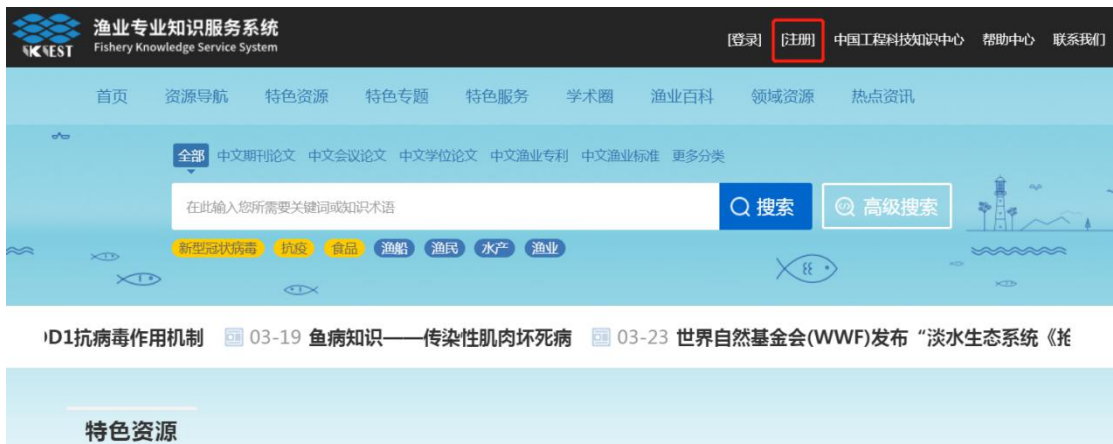 渔业专业知识服务系统
IKNEST Fishery Knowledge Service System
[登录] [注册] 中国工程科技知识中心 帮助中心 联系我们
首页 资源导航 特色资源 特色专题 特色服务 学术圈 渔业百科 领域资源 热点资讯
全部 中文期刊论文 中文会议论文 中文学位论文 中文渔业专利 中文渔业标准 更多分类
在此输入您所需要关键词或知识术语 搜索 高级搜索
新型冠状病毒 抗疫 食品 渔船 渔民 水产 渔业
DD1抗病毒作用机制 03-19 鱼病知识——传染性肌肉坏死病 03-23 世界自然基金会(WWF)发布“淡水生态系统《抢
特色资源